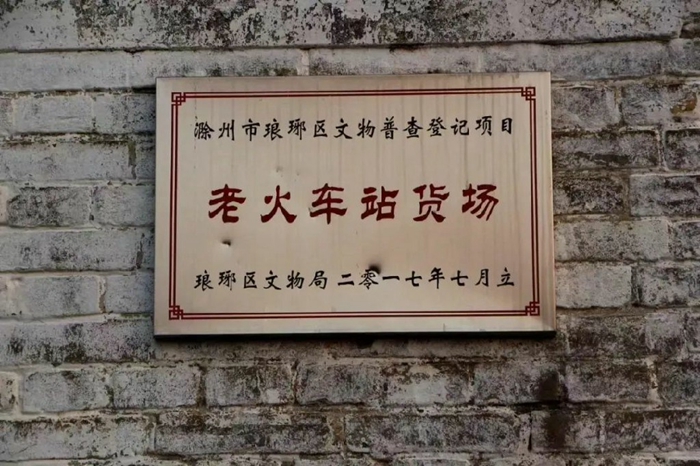 滁州市琅琊区文物普查登记项目
老火车站货场
琅琊区文物局 二零一七年七月立